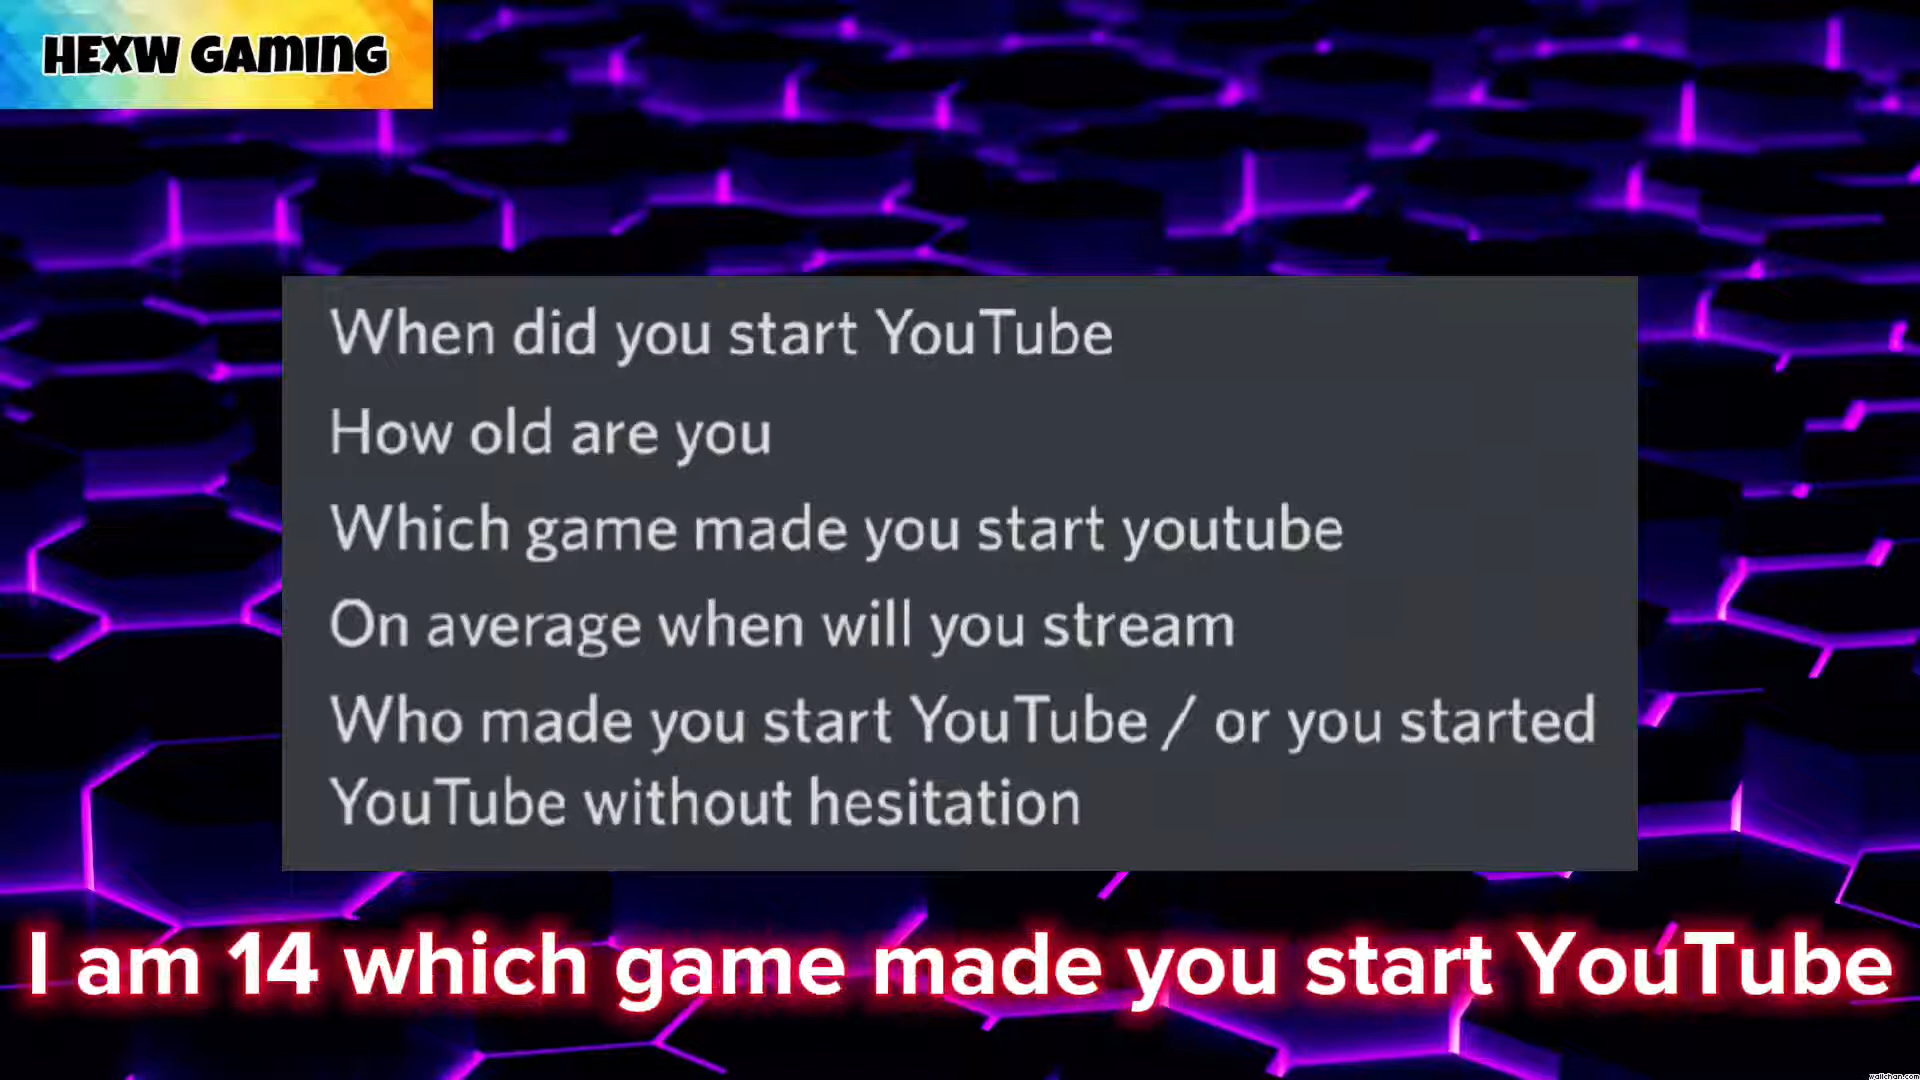 HEXW GAMING
When did you start YouTube
How old are you
Which game made you start youtube
On average when will you stream
Who made you start YouTube / or you started
YouTube without hesitation
I am 14 which game made you start YouTube
wallchan.com